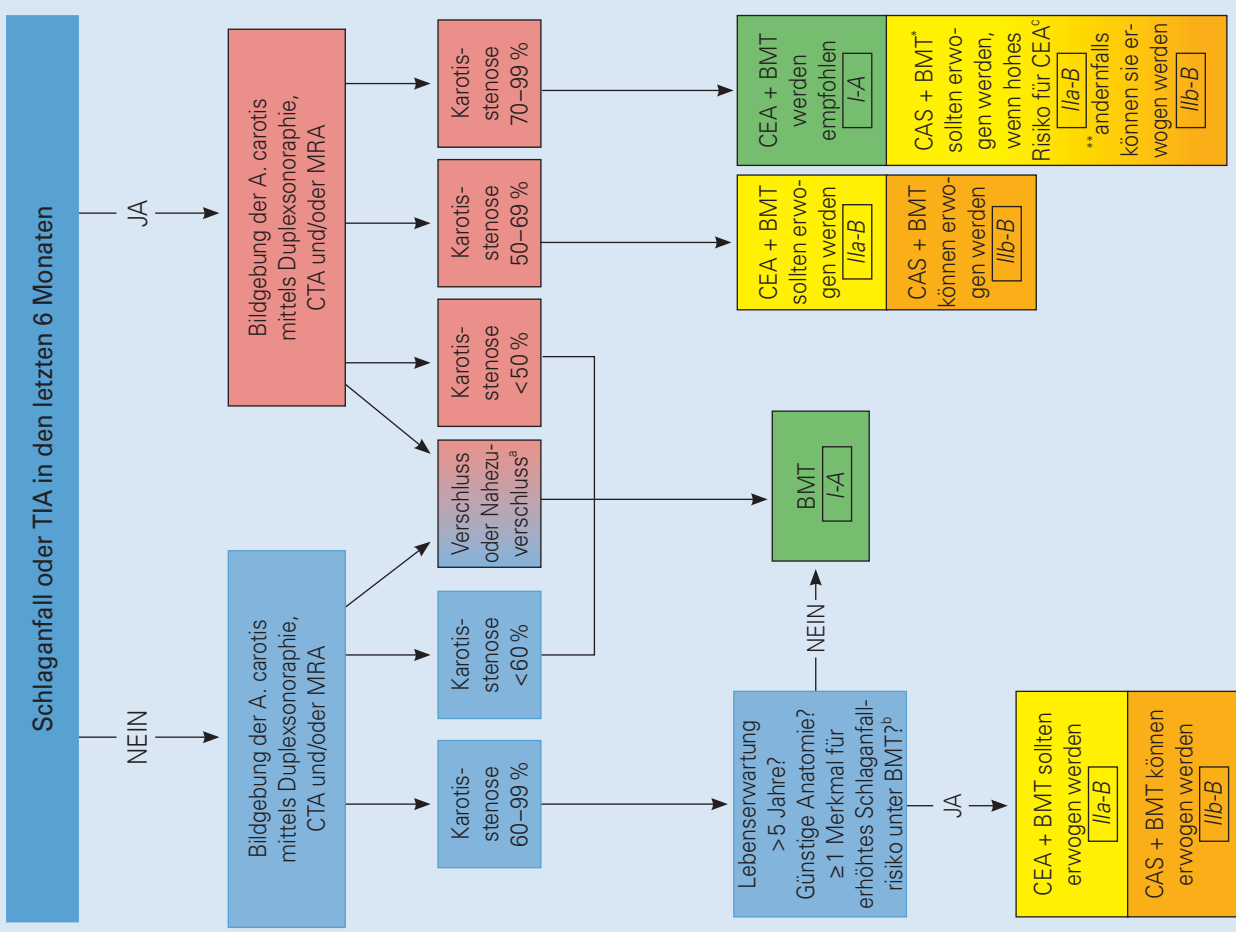 Schlaganfall oder TIA in den letzten 6 Monaten
NEIN
JA
Bildgebung der A. carotis
mittels Duplexsonoraphie,
CTA und/oder MRA
Bildgebung der A. carotis
mittels Duplexsonoraphie,
CTA und/oder MRA
Karotis-
stenose
60–99 %
Karotis-
stenose
<60 %
Verschluss
oder Nahezu-
verschlussᵃ
Karotis-
stenose
<50 %
Karotis-
stenose
50–69 %
Karotis-
stenose
70–99 %
Lebenserwartung
>5 Jahre?
Günstige Anatomie?
≥1 Merkmal für
erhöhtes Schlaganfall-
risiko unter BMT?ᵇ
NEIN
BMT
I-A
CEA + BMT
sollten erwo-
gen werden
IIa-B
CAS + BMT
können erwo-
gen werden
IIb-B
CEA + BMT
werden
empfohlen
I-A
CAS + BMT*
sollten erwo-
gen werden,
wenn hohes
Risiko für CEAᶜ
IIa-B
**andernfalls
können sie er-
wogen werden
IIb-B
JA
CEA + BMT sollten
erwogen werden
IIa-B
CAS + BMT können
erwogen werden
IIb-B